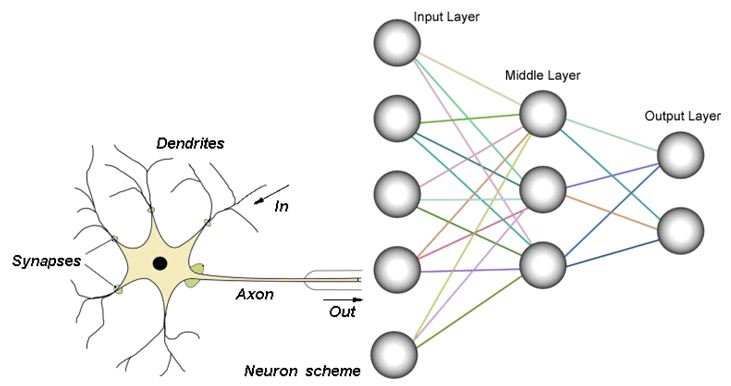 Dendrites
In
Synapses
Axon
Out
Neuron scheme
Input Layer
Middle Layer
Output Layer